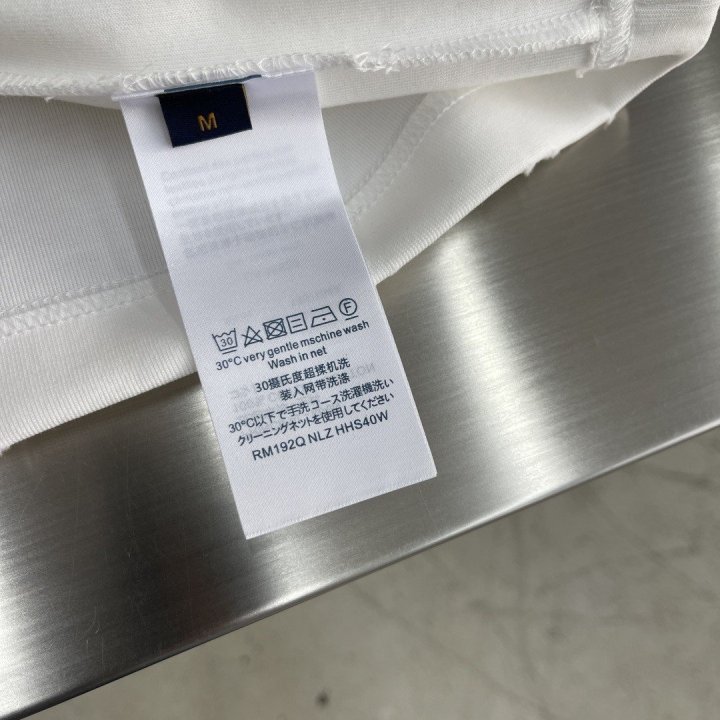 M
30
F
30°C very gentle mschine wash
Wash in net
30摄氏度超揉机洗
装入网带洗涤
30°C以下で手洗コース洗濯機洗い
クリーニングネットを使用してください
RM192Q NLZ HHS40W